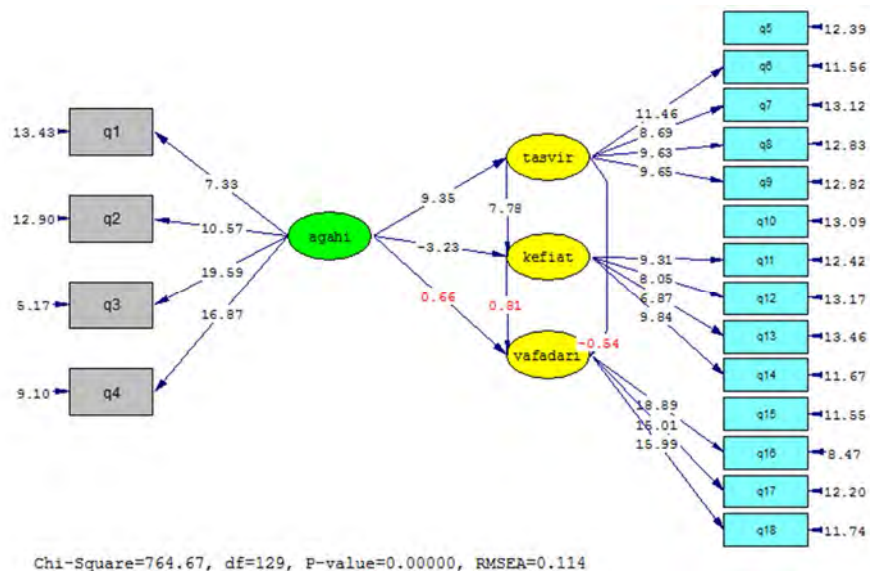 q5 12.39
q6 11.56
q7 13.12
q8 12.83
q9 12.82
q10 13.09
q11 12.42
q12 13.17
q13 13.46
q14 11.67
q15 11.55
q16 8.47
q17 12.20
q18 11.74
13.43 q1
12.90 q2
5.17 q3
9.10 q4
7.33
10.57
19.59
16.87
agahi
9.35
-3.23
0.66
tasvir
7.78
kefiat
0.81
vafadari
-0.54
11.46
8.69
9.63
9.65
9.31
8.05
6.87
9.84
18.89
15.01
15.99
Chi-Square=764.67, df=129, P-value=0.00000, RMSEA=0.114